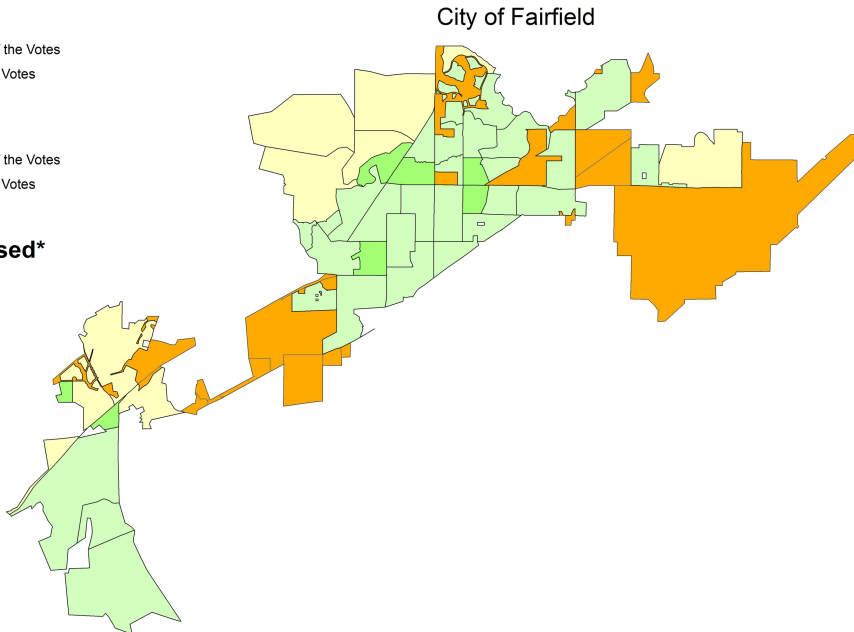 City of Fairfield
the Votes
Votes
the Votes
Votes
sed*